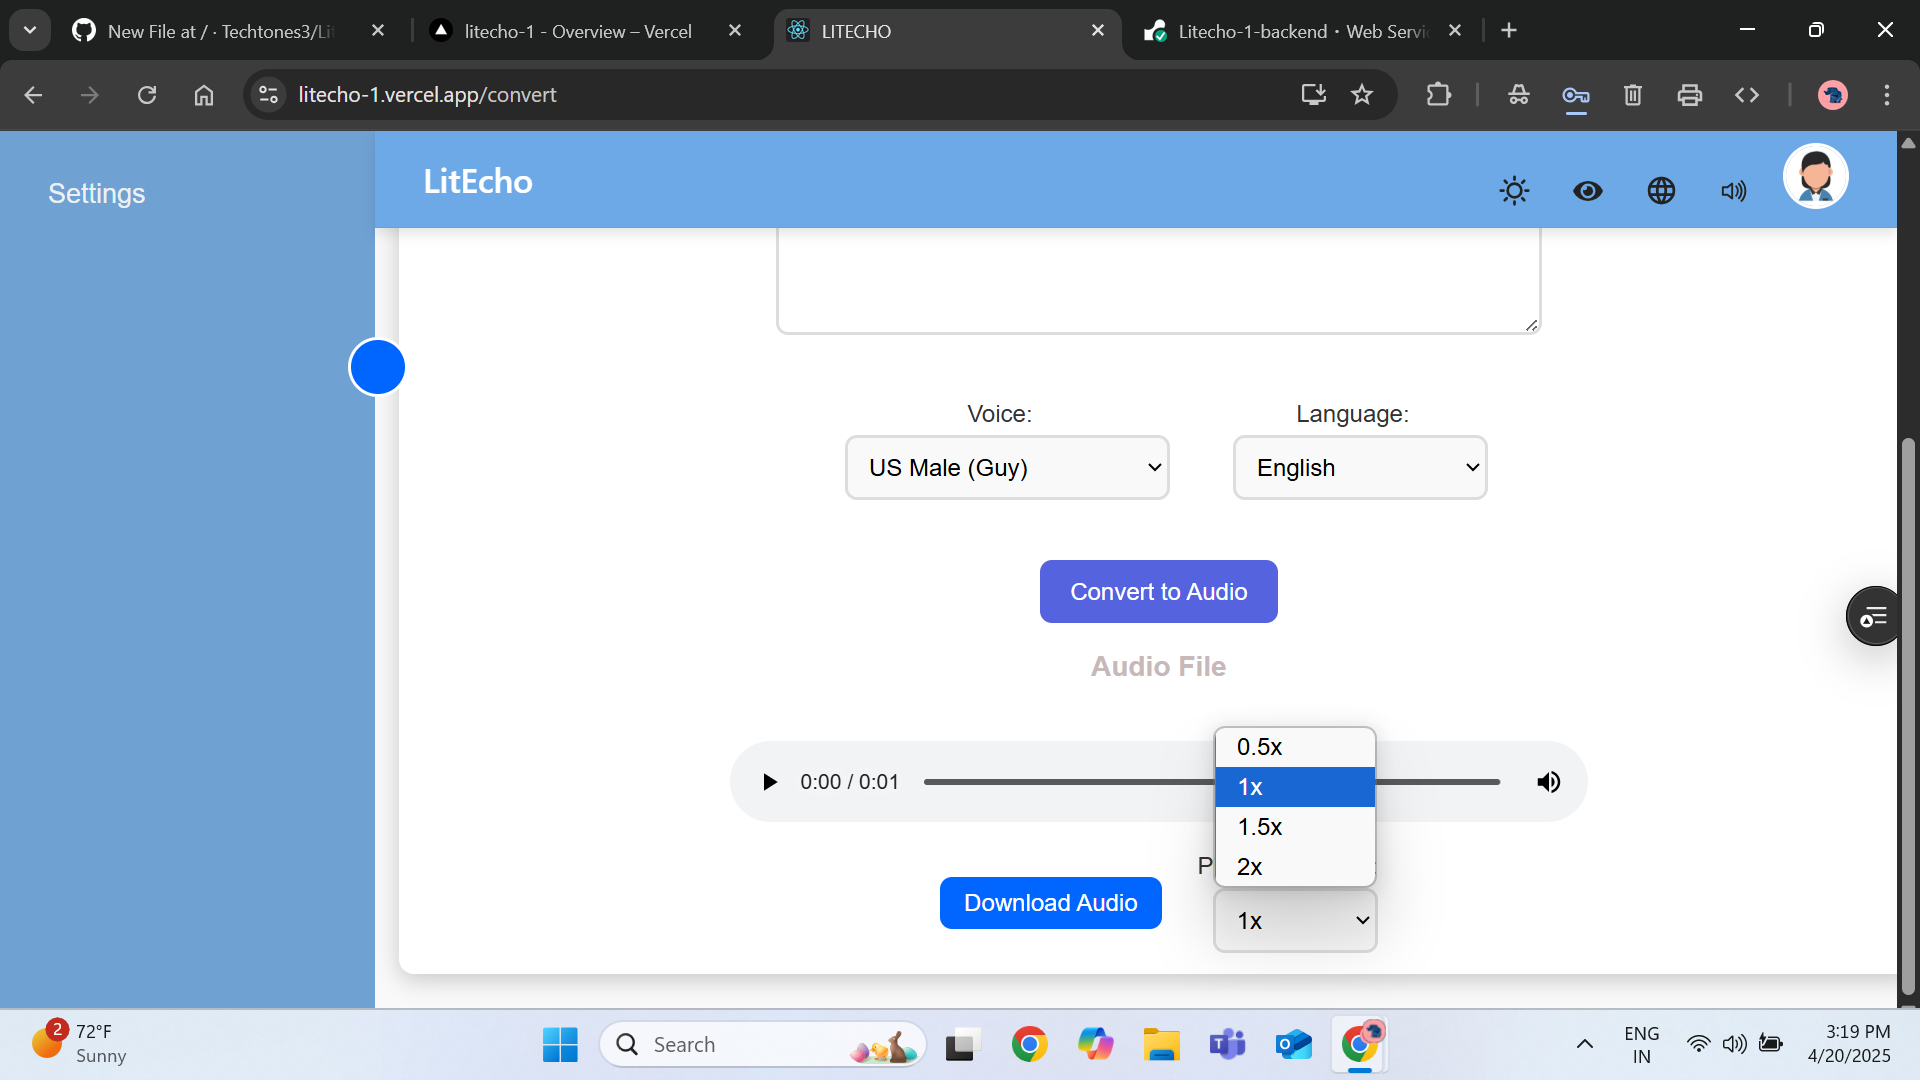 New File at / · Techtones3/Lit
litecho-1 - Overview – Vercel
LITECHO
Litecho-1-backend · Web Servi
litecho-1.vercel.app/convert
Settings
LitEcho
Voice:
Language:
US Male (Guy)
English
Convert to Audio
Audio File
0:00 / 0:01
0.5x
1x
1.5x
2x
P
:
Download Audio
1x
2
72°F
Sunny
Search
ENG
IN
3:19 PM
4/20/2025